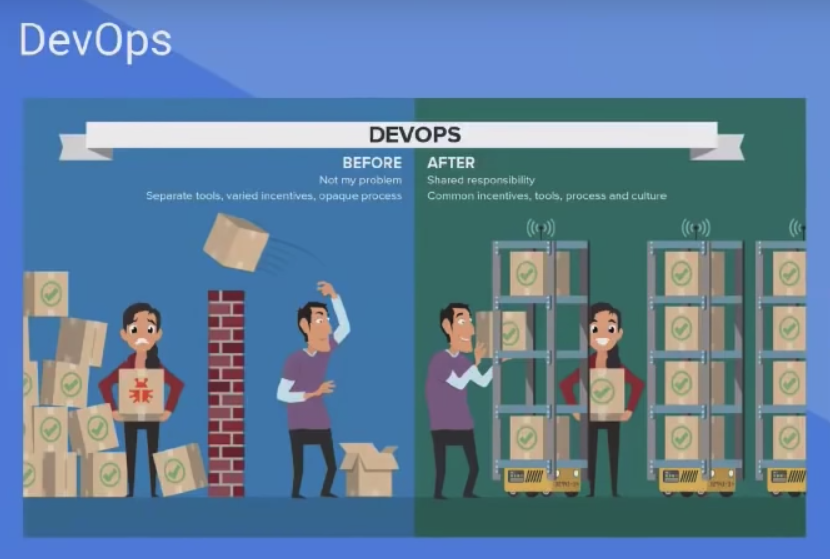 DevOps
DEVOPS
BEFORE
Not my problem
Separate tools, varied incentives, opaque process
AFTER
Shared responsibility
Common incentives, tools, process and culture